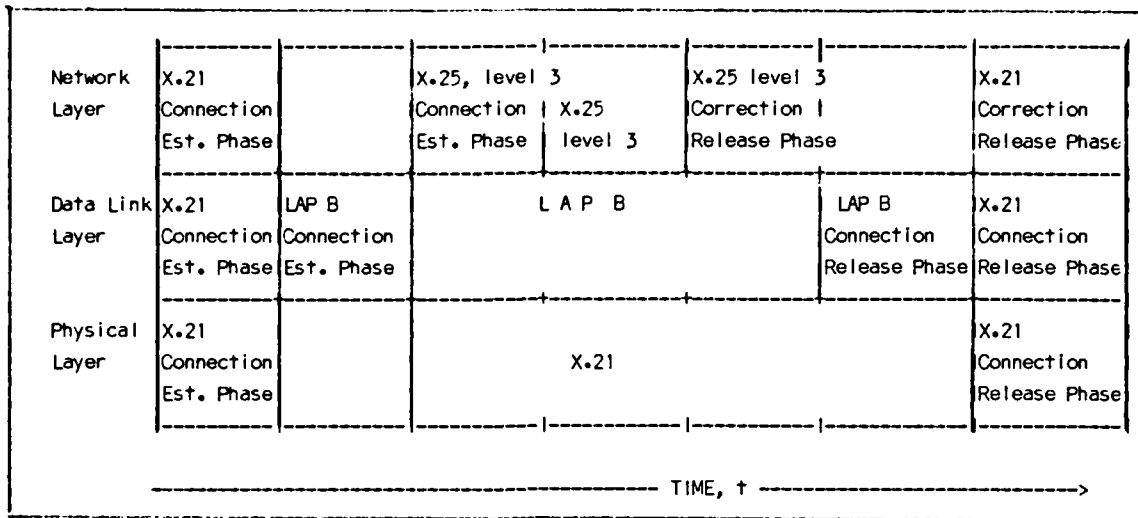 Network X.21 X.25, level 3 X.25 level 3 X.21
Layer Connection Connection X.25 Correction Correction
Est. Phase Est. Phase level 3 Release Phase Release Phase
Data Link X.21 LAP B L A P B LAP B X.21
Layer Connection Connection Connection Connection
Est. Phase Est. Phase Release Phase Release Phase
Physical X.21 X.21
Layer Connection X.21 Connection
Est. Phase Release Phase
TIME, t